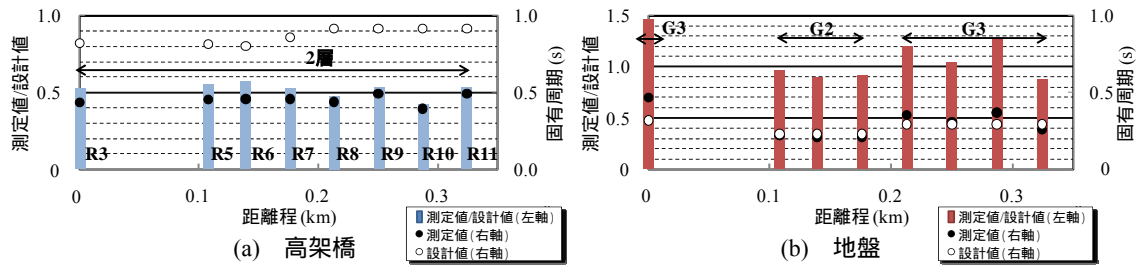 測定値/設計値
1
0.5
0
2層
R3
R5
R6
R7
R8
R9
R10
R11
1.0
0.5
0.0
固有周期(s)
0
0.1
0.2
0.3
距離程(km)
測定値/設計値(左軸)
測定値(右軸)
設計値(右軸)
(a) 高架橋
測定値/設計値
1.5
1.0
0.5
0
G3
G2
G3
1.0
0.5
0.0
固有周期(s)
0
0.1
0.2
0.3
距離程(km)
測定値/設計値(左軸)
測定値(右軸)
設計値(右軸)
(b) 地盤